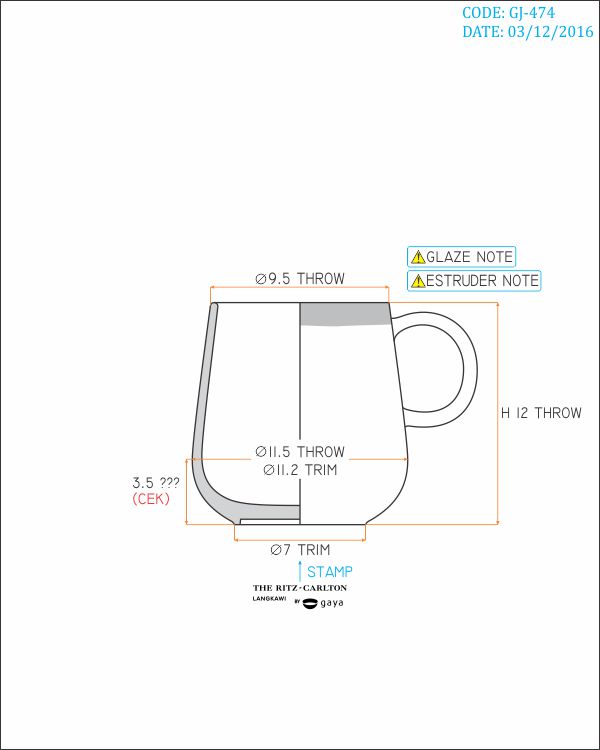 CODE: GJ-474
DATE: 03/12/2016
GLAZE NOTE
ESTRUDER NOTE
Ø9.5 THROW
H 12 THROW
Ø11.5 THROW
Ø11.2 TRIM
3.5 ???
(CEK)
Ø7 TRIM
STAMP
THE RITZ-CARLTON
LANGKAWI BY gaya